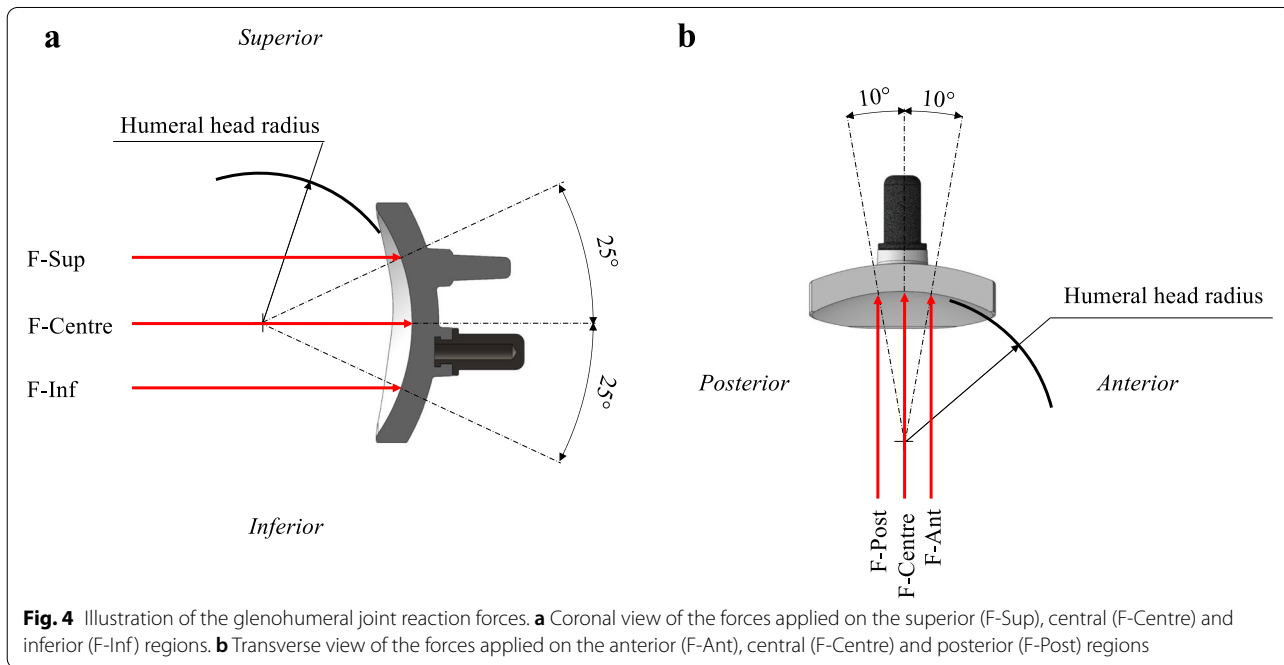 a
Superior
Humeral head radius
F-Sup
F-Centre
F-Inf
25°
25°
Inferior
b
10°
10°
Humeral head radius
Posterior
Anterior
F-Post
F-Centre
F-Ant
Fig. 4 Illustration of the glenohumeral joint reaction forces. a Coronal view of the forces applied on the superior (F-Sup), central (F-Centre) and
inferior (F-Inf) regions. b Transverse view of the forces applied on the anterior (F-Ant), central (F-Centre) and posterior (F-Post) regions